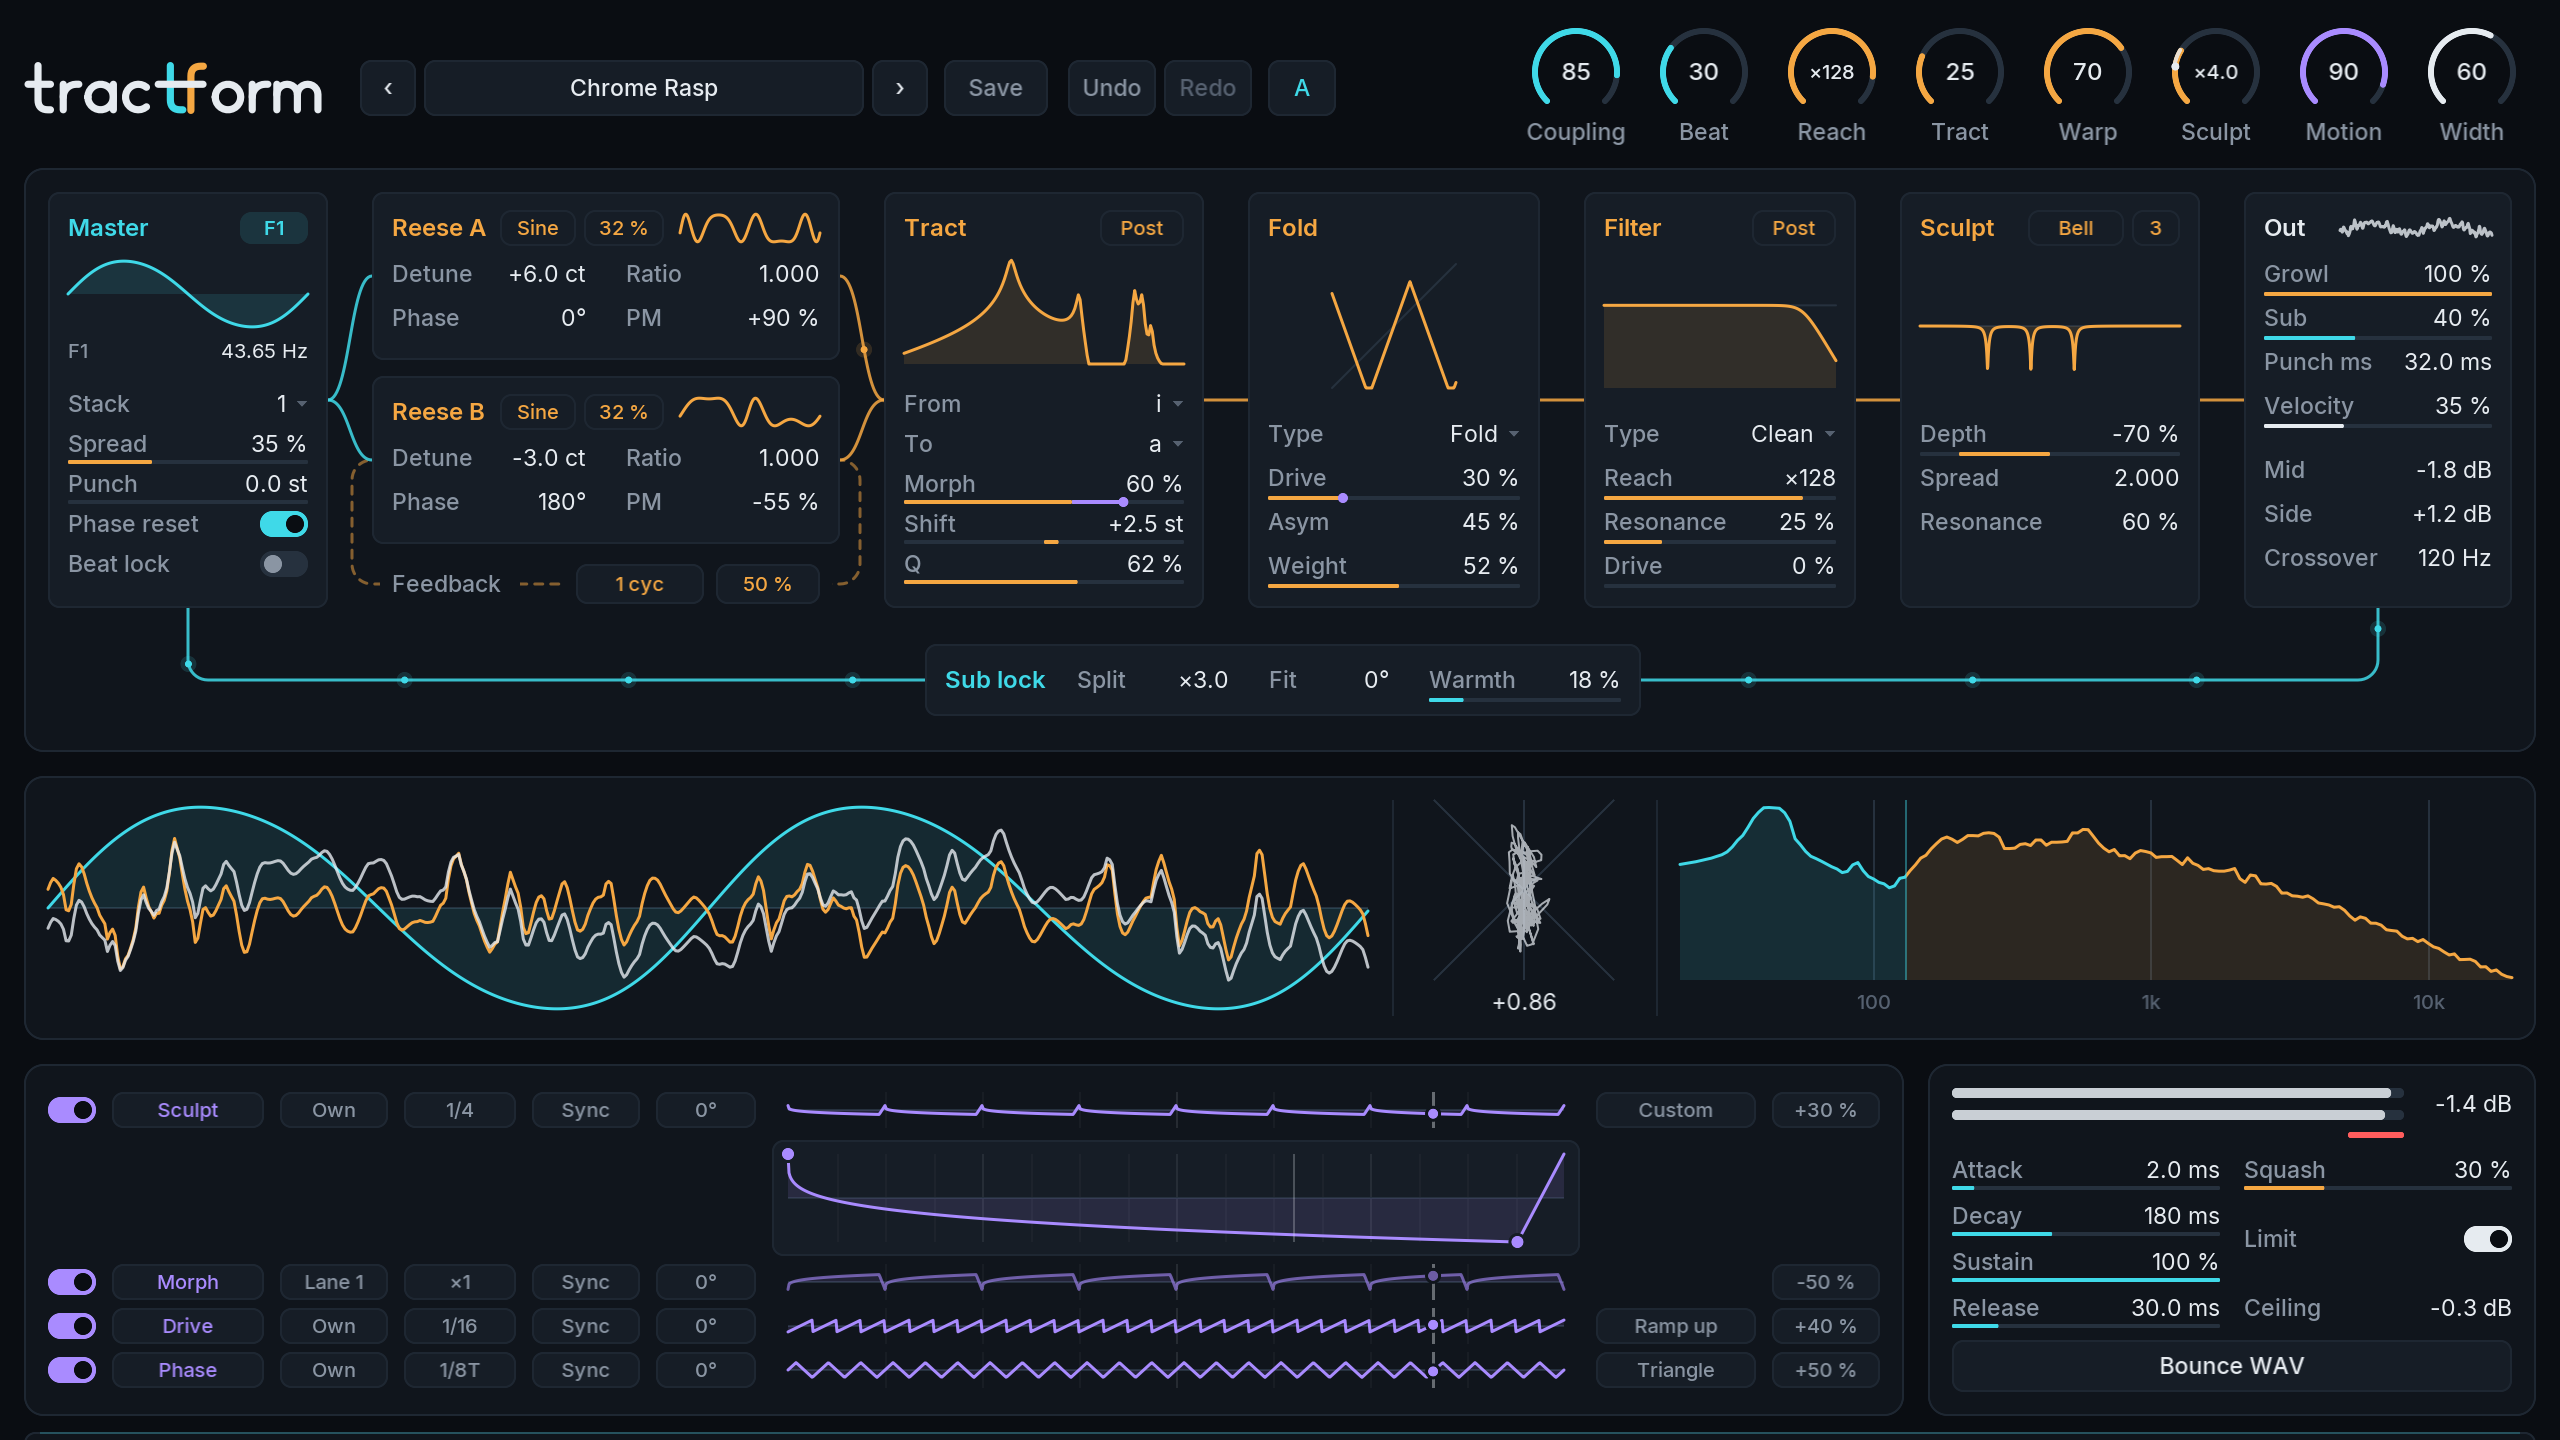 tractform
‹ Chrome Rasp › Save Undo Redo A
85 30 ×128 25 70 ×4.0 90 60
Coupling Beat Reach Tract Warp Sculpt Motion Width
Master F1
F1 43.65 Hz
Stack 1
Spread 35 %
Punch 0.0 st
Phase reset
Beat lock
Reese A Sine 32 %
Detune +6.0 ct Ratio 1.000
Phase 0° PM +90 %
Reese B Sine 32 %
Detune -3.0 ct Ratio 1.000
Phase 180° PM -55 %
Feedback 1 cyc 50 %
Tract Post
From i
To a
Morph 60 %
Shift +2.5 st
Q 62 %
Fold
Type Fold
Drive 30 %
Asym 45 %
Weight 52 %
Filter Post
Type Clean
Reach ×128
Resonance 25 %
Drive 0 %
Sculpt Bell 3
Depth -70 %
Spread 2.000
Resonance 60 %
Out
Growl 100 %
Sub 40 %
Punch ms 32.0 ms
Velocity 35 %
Mid -1.8 dB
Side +1.2 dB
Crossover 120 Hz
Sub lock Split ×3.0 Fit 0° Warmth 18 %
+0.86
100 1k 10k
Sculpt Own 1/4 Sync 0° Custom +30 %
Morph Lane 1 ×1 Sync 0° -50 %
Drive Own 1/16 Sync 0° Ramp up +40 %
Phase Own 1/8T Sync 0° Triangle +50 %
-1.4 dB
Attack 2.0 ms Squash 30 %
Decay 180 ms
Limit
Sustain 100 %
Release 30.0 ms Ceiling -0.3 dB
Bounce WAV